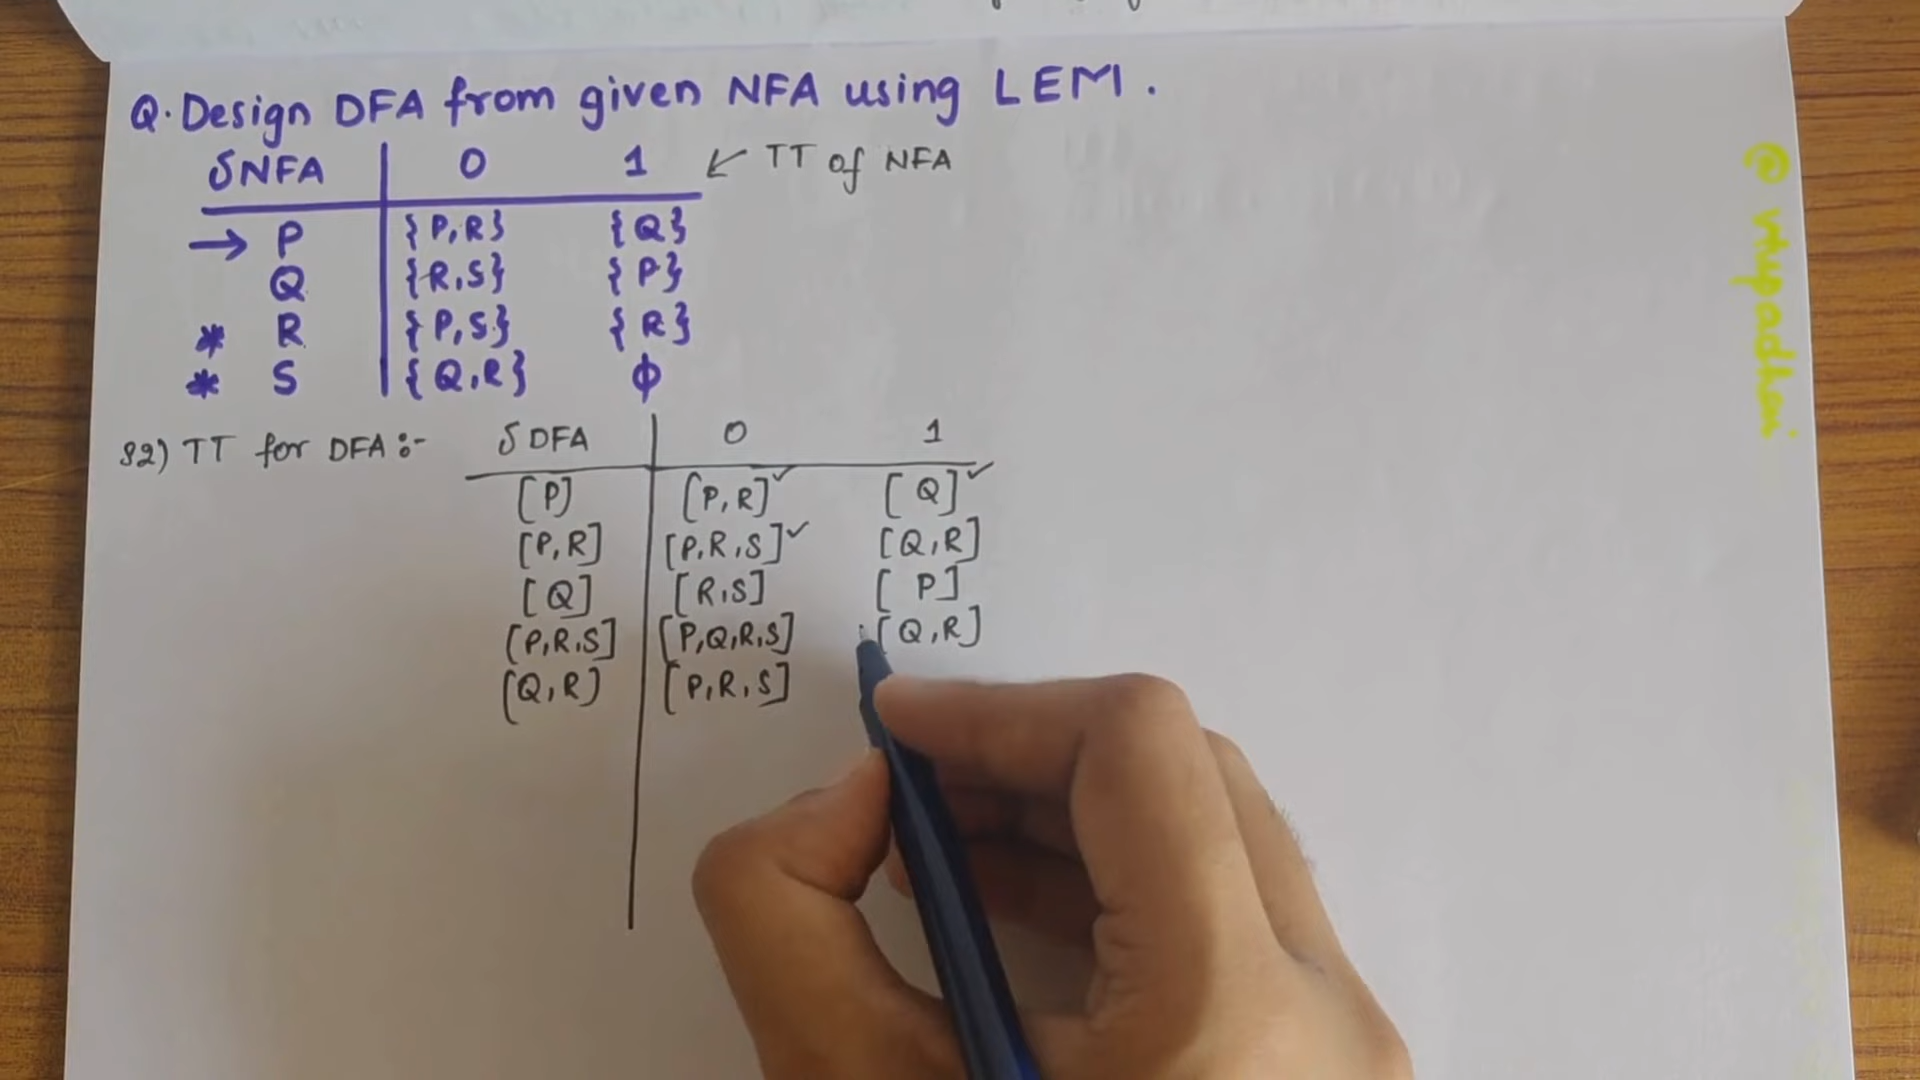 Q. Design DFA from given NFA using LEM.
δNFA 0 1 ← TT of NFA
→ P {P,R} {Q}
Q {R,S} {P}
* R {P,S} {R}
* S {Q,R} ϕ
S2) TT for DFA :- δDFA 0 1
[P] [P,R]✓ [Q]✓
[P,R] [P,R,S]✓ [Q,R]
[Q] [R,S] [P]
[P,R,S] [P,Q,R,S] [Q,R]
[Q,R] [P,R,S]